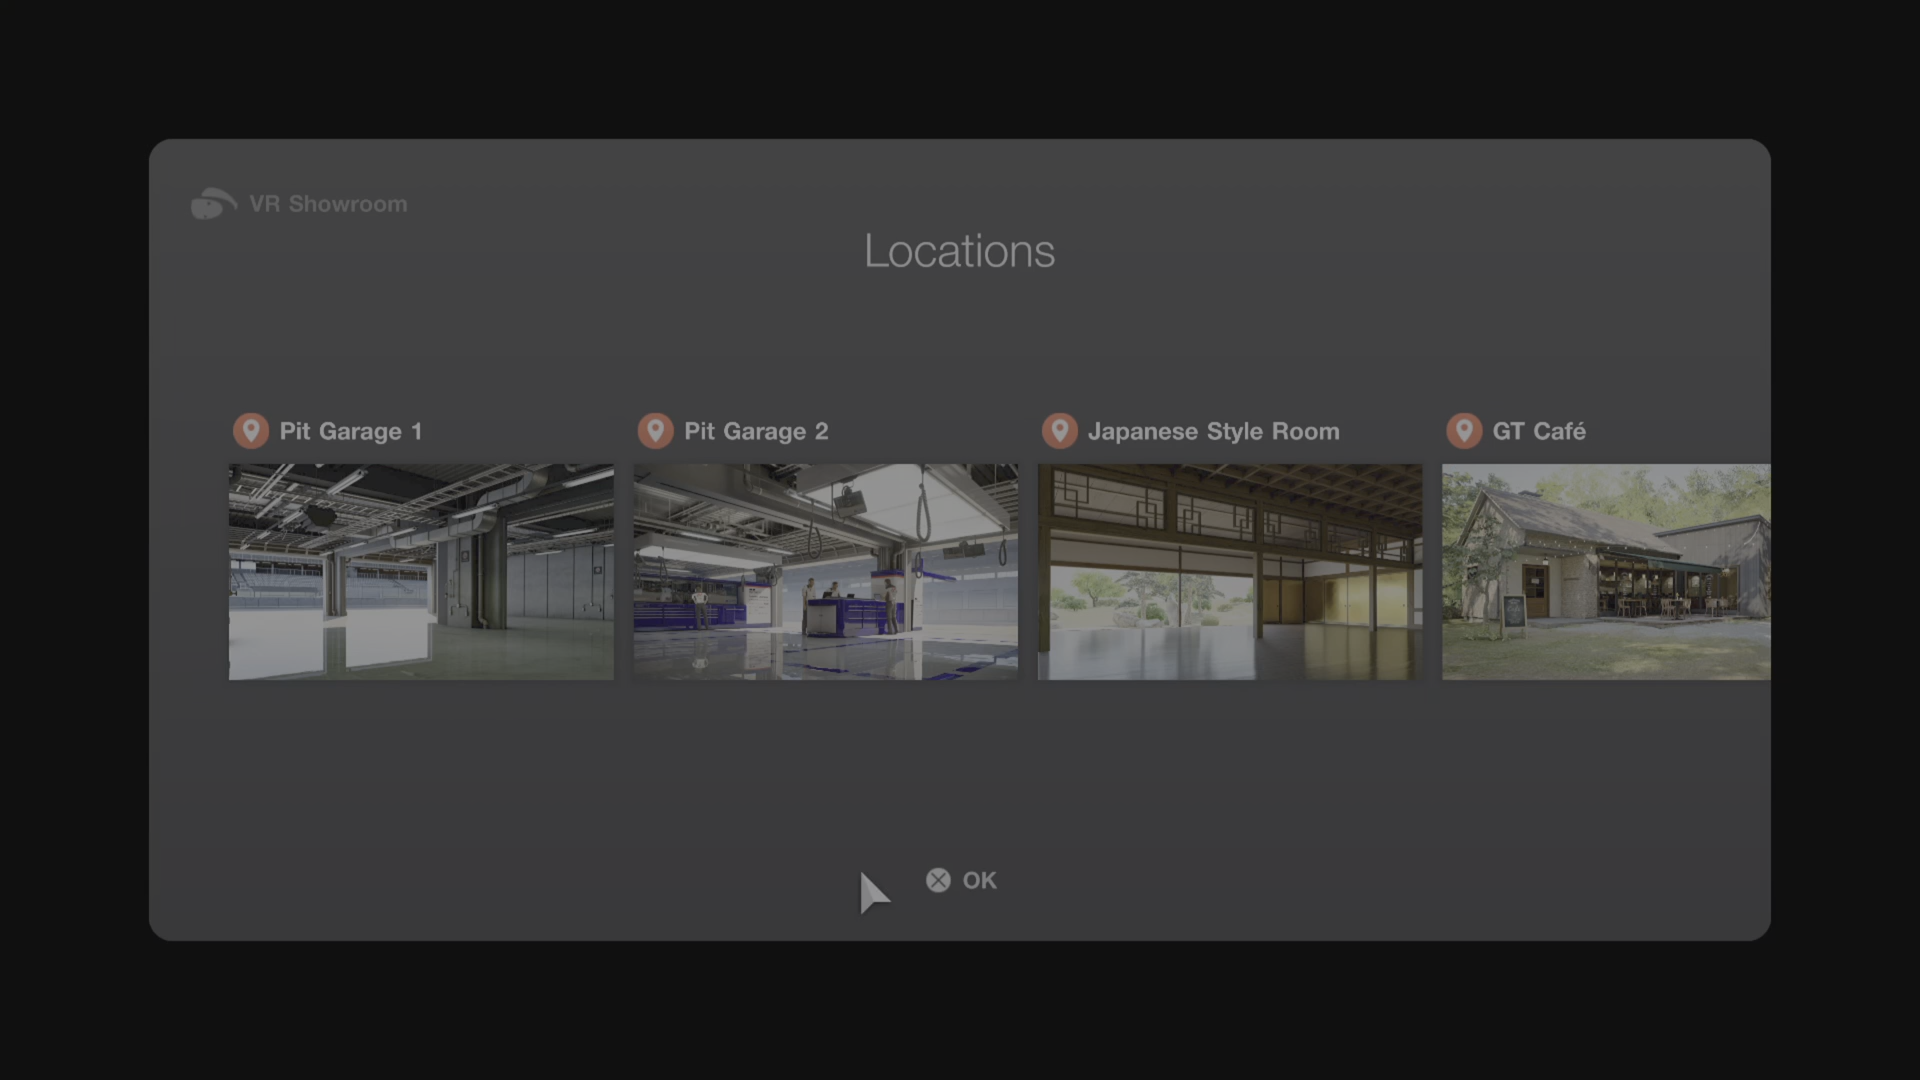 VR Showroom
Locations
Pit Garage 1
Pit Garage 2
Japanese Style Room
GT Café
OK